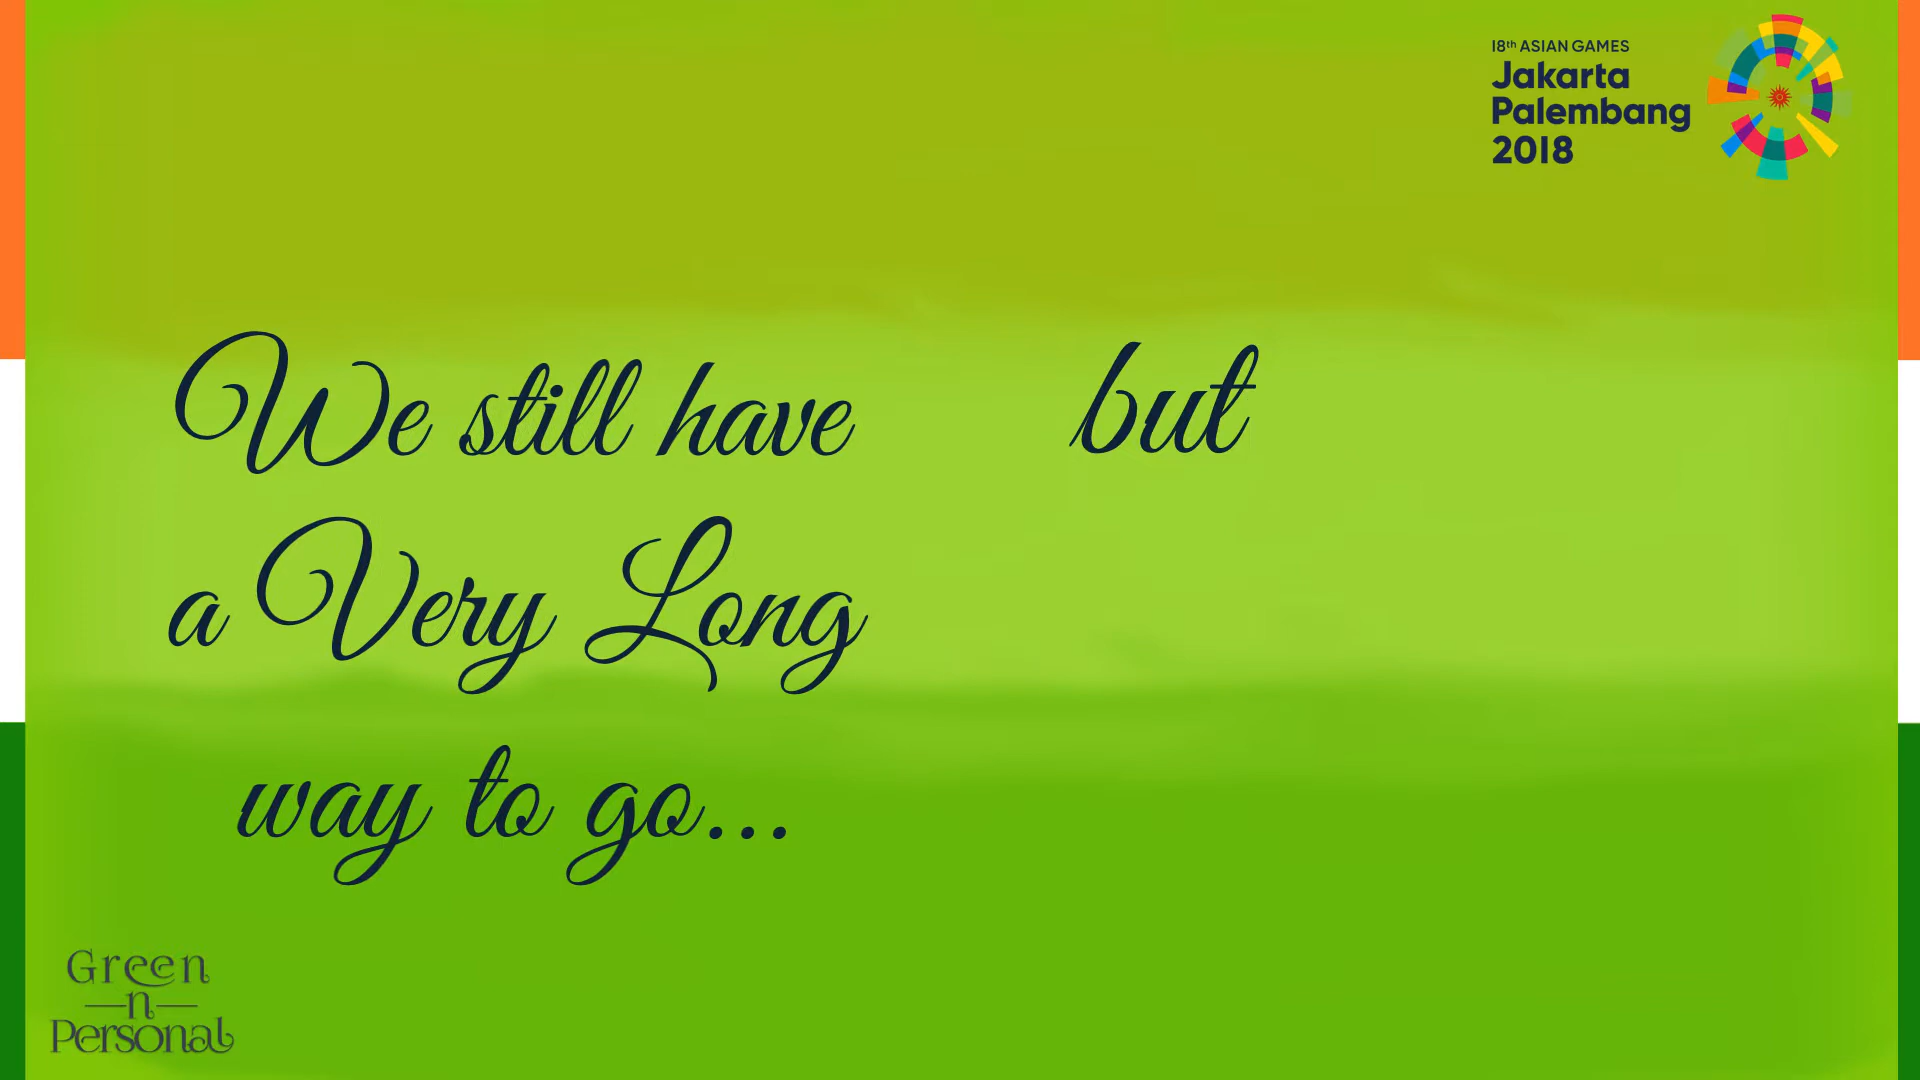 18th ASIAN GAMES
Jakarta
Palembang
2018
We still have
a Very Long
way to go...
but
Green
n
Personal